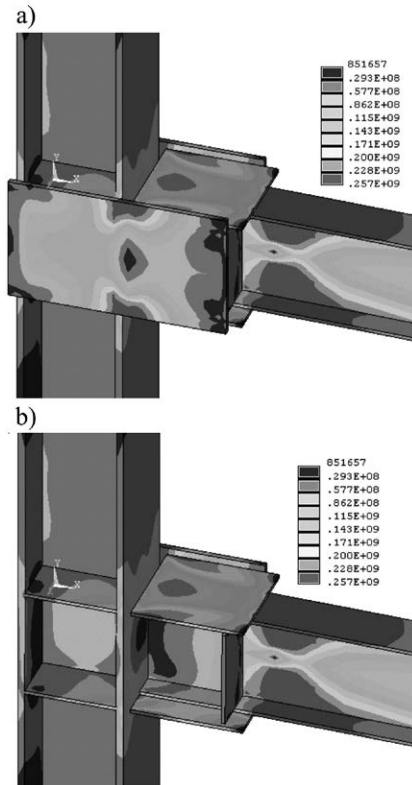 a)
851657
.293E+08
.577E+08
.862E+08
.115E+09
.143E+09
.171E+09
.200E+09
.228E+09
.257E+09
Y
X
b)
851657
.293E+08
.577E+08
.862E+08
.115E+09
.143E+09
.171E+09
.200E+09
.228E+09
.257E+09
Y
X